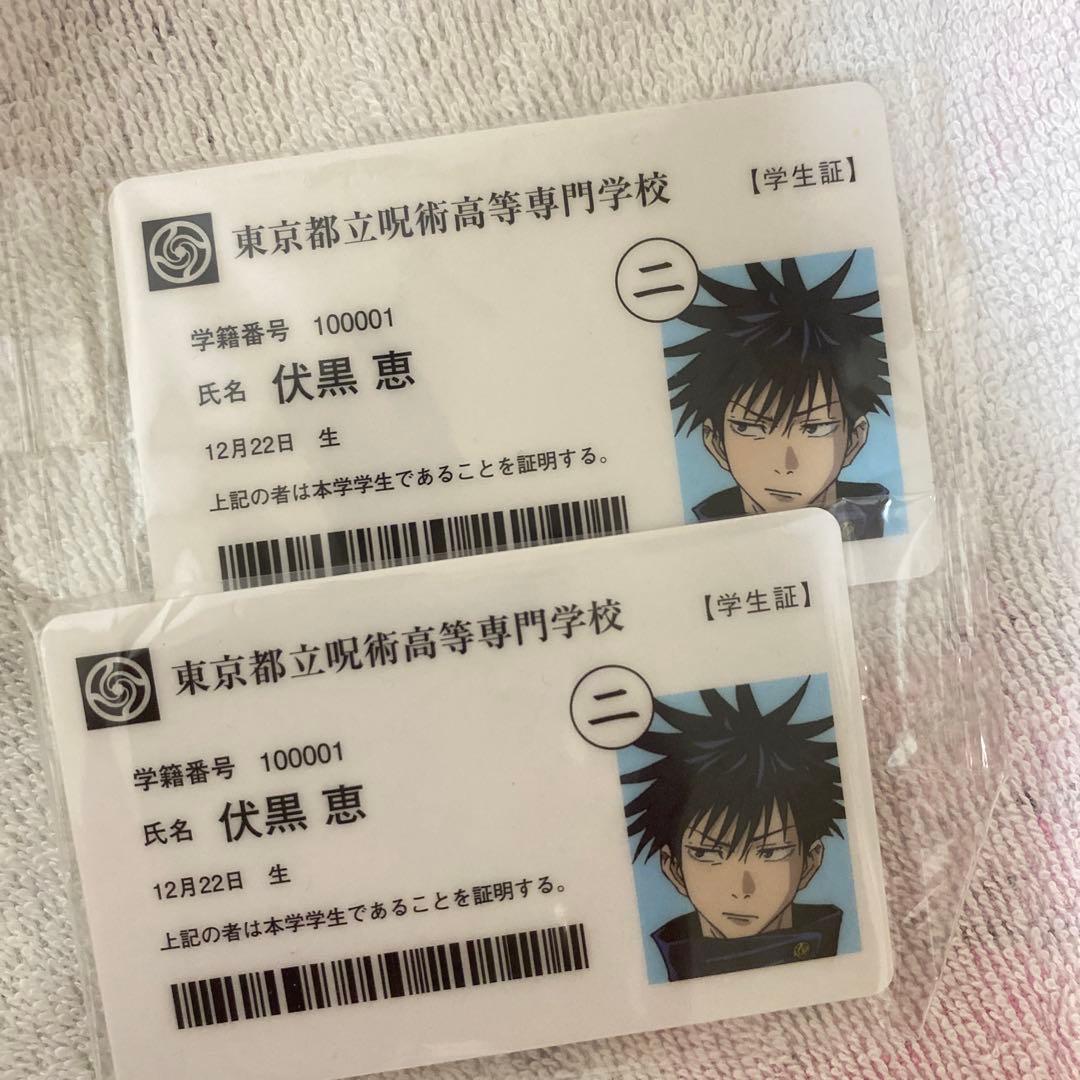 東京都立呪術高等専門学校 【学生証】
二
学籍番号 100001
氏名 伏黒 恵
12月22日 生
上記の者は本学学生であることを証明する。
東京都立呪術高等専門学校 【学生証】
二
学籍番号 100001
氏名 伏黒 恵
12月22日 生
上記の者は本学学生であることを証明する。